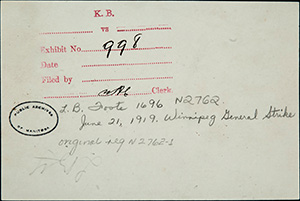 K. B.
vs
Exhibit No. 998
Date
Filed by
Clerk.
PUBLIC ARCHIVES
OF MANITOBA
L.B. Foote 1696 N2762
June 21, 1919. Winnipeg General Strike
original neg N2762-1